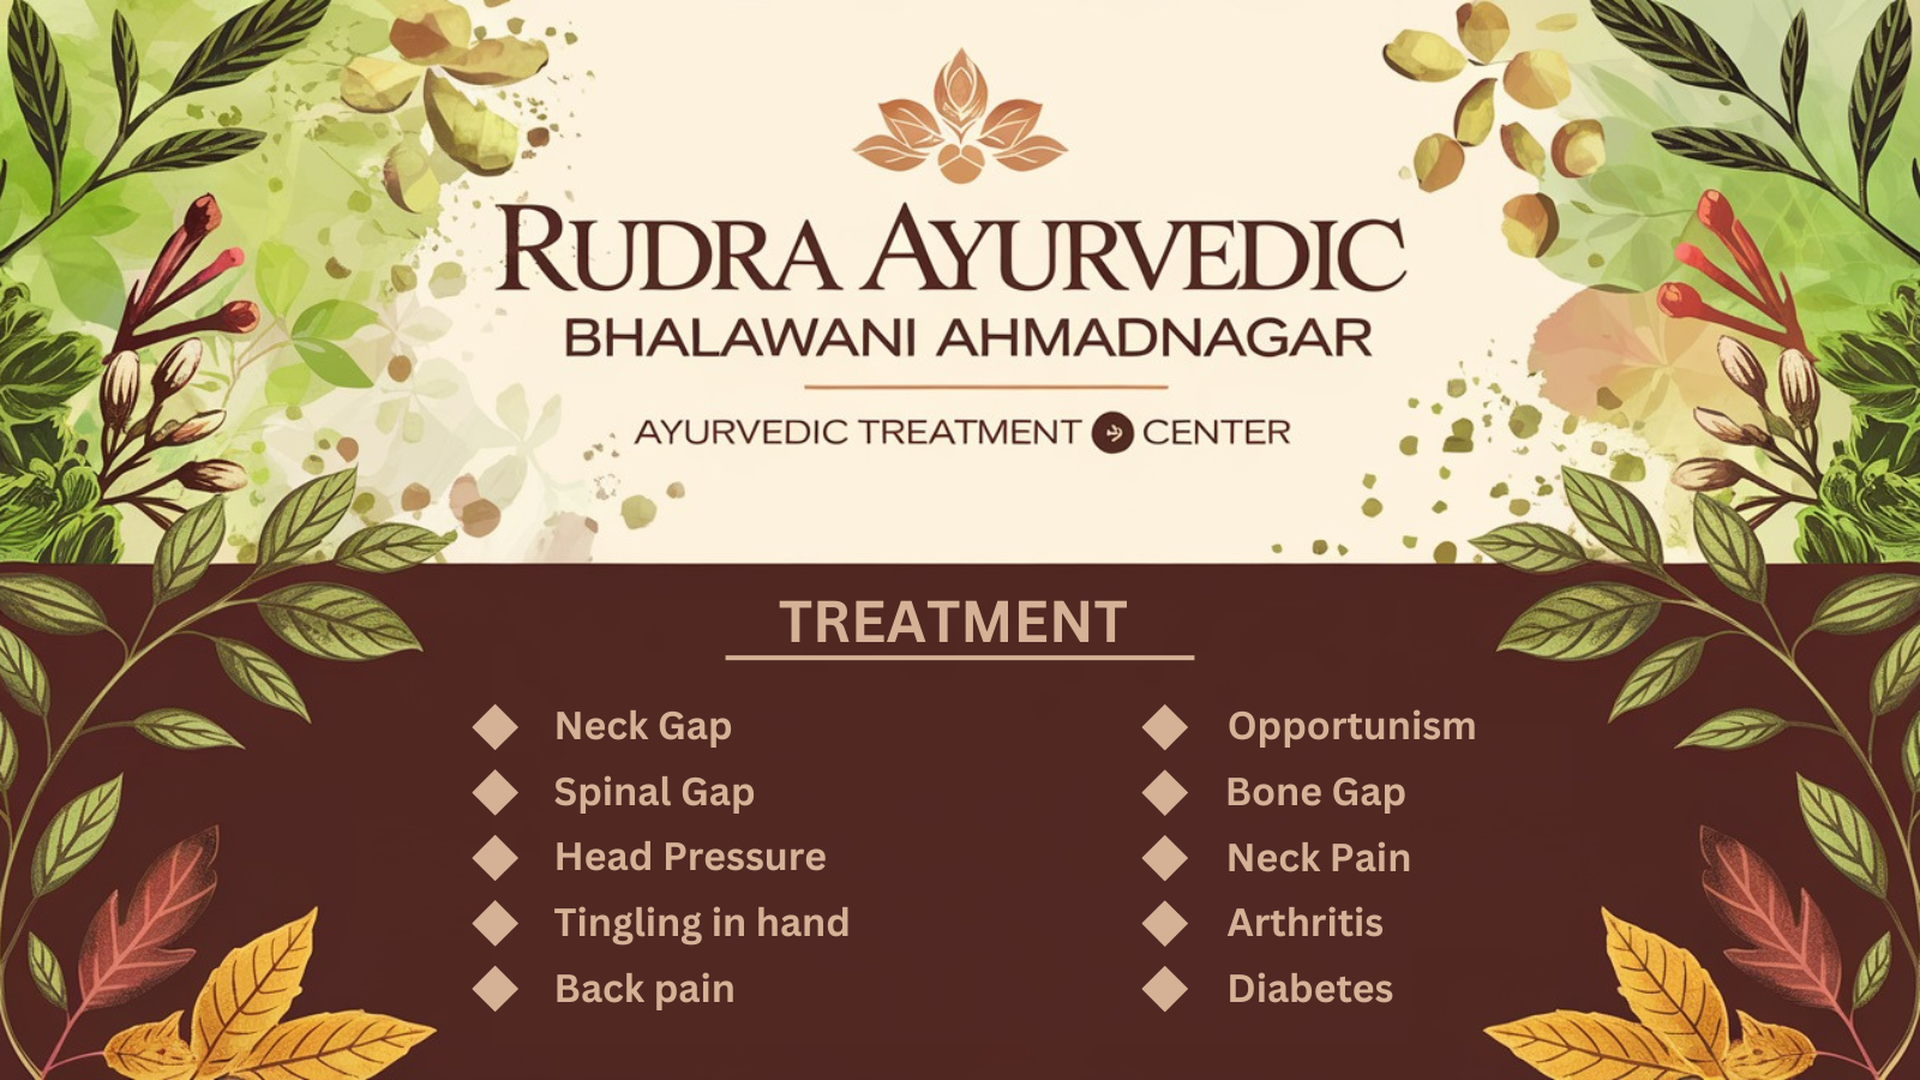 RUDRA AYURVEDIC
BHALAWANI AHMADNAGAR
AYURVEDIC TREATMENT CENTER
TREATMENT
Neck Gap
Spinal Gap
Head Pressure
Tingling in hand
Back pain
Opportunism
Bone Gap
Neck Pain
Arthritis
Diabetes